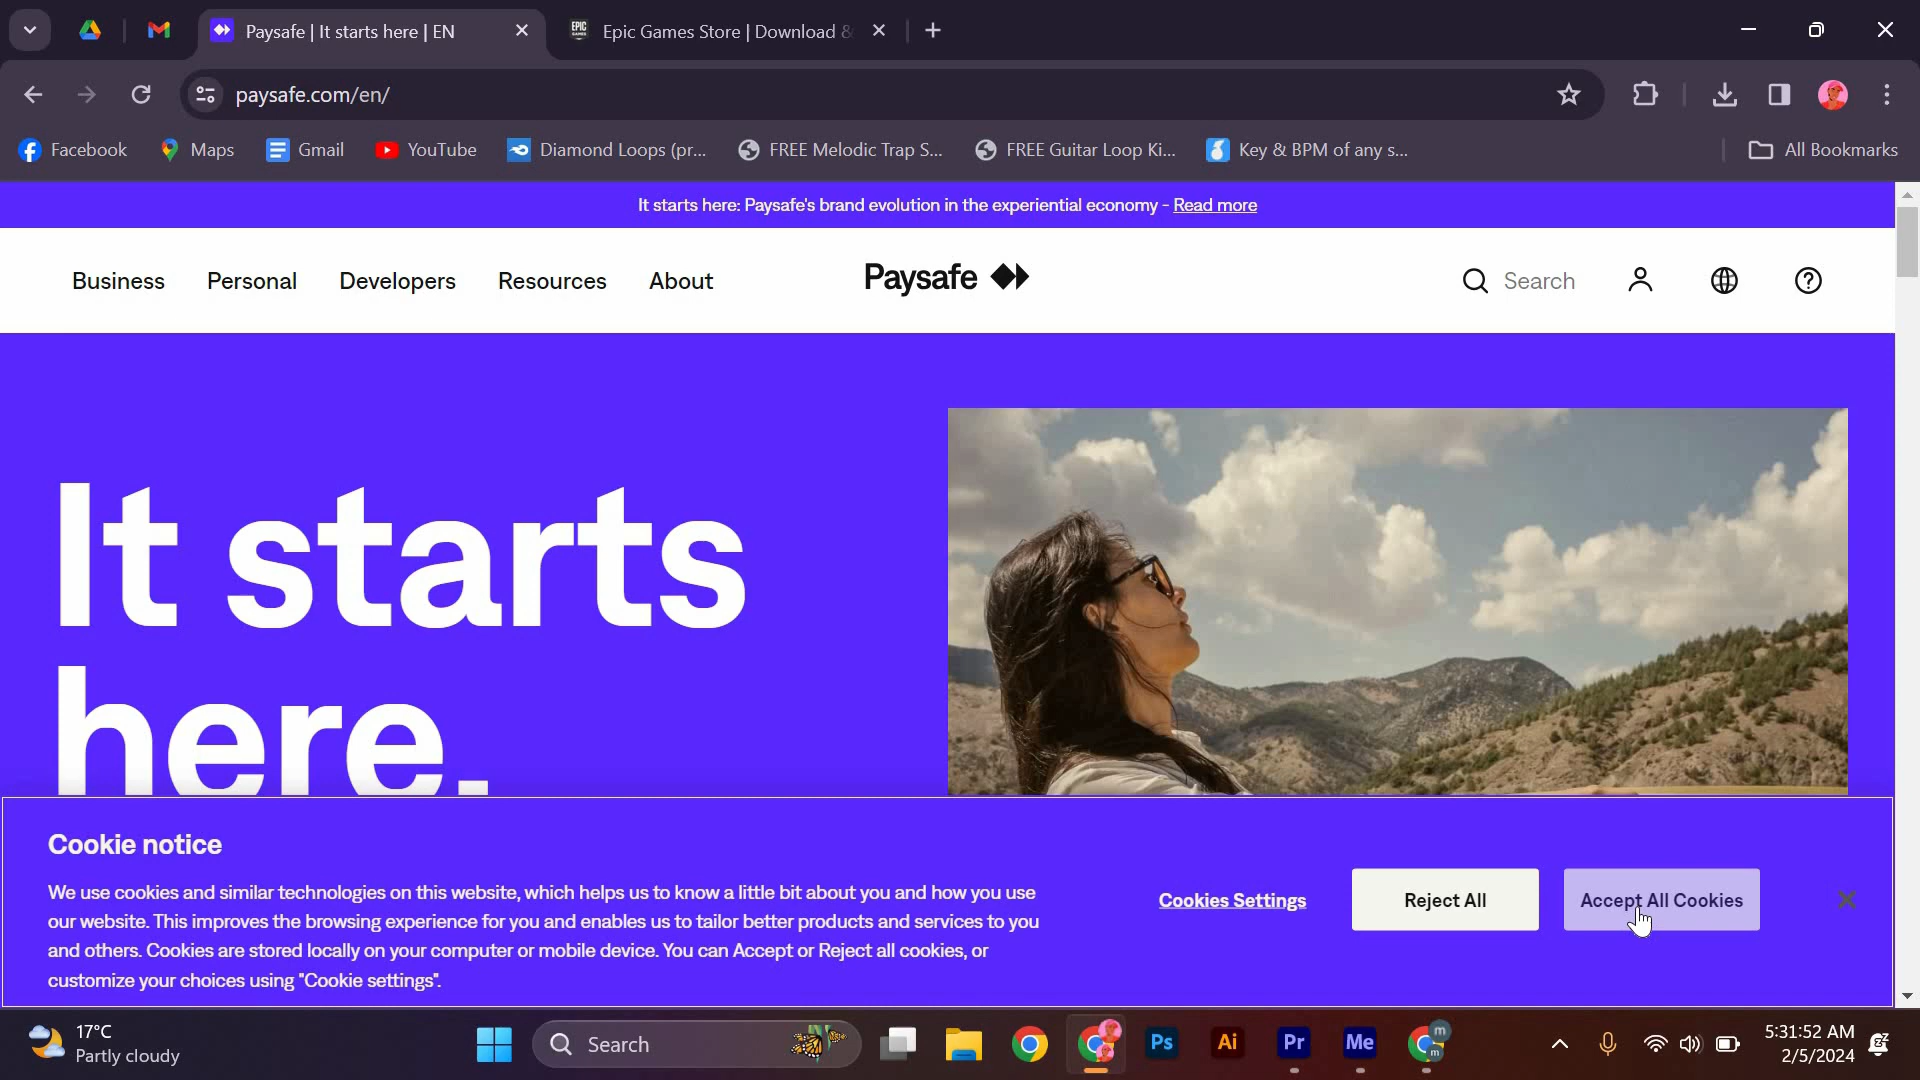 Paysafe | It starts here | EN
Epic Games Store | Download &
paysafe.com/en/
Facebook
Maps
Gmail
YouTube
Diamond Loops (pr...
FREE Melodic Trap S...
FREE Guitar Loop Ki...
Key & BPM of any s...
All Bookmarks
It starts here: Paysafe's brand evolution in the experiential economy - Read more
Business
Personal
Developers
Resources
About
Paysafe
Search
It starts
here.
Cookie notice
We use cookies and similar technologies on this website, which helps us to know a little bit about you and how you use
our website. This improves the browsing experience for you and enables us to tailor better products and services to you
and others. Cookies are stored locally on your computer or mobile device. You can Accept or Reject all cookies, or
customize your choices using "Cookie settings".
Cookies Settings
Reject All
Accept All Cookies
17°C
Partly cloudy
Search
Ps
Ai
Pr
Me
m
m
5:31:52 AM
2/5/2024